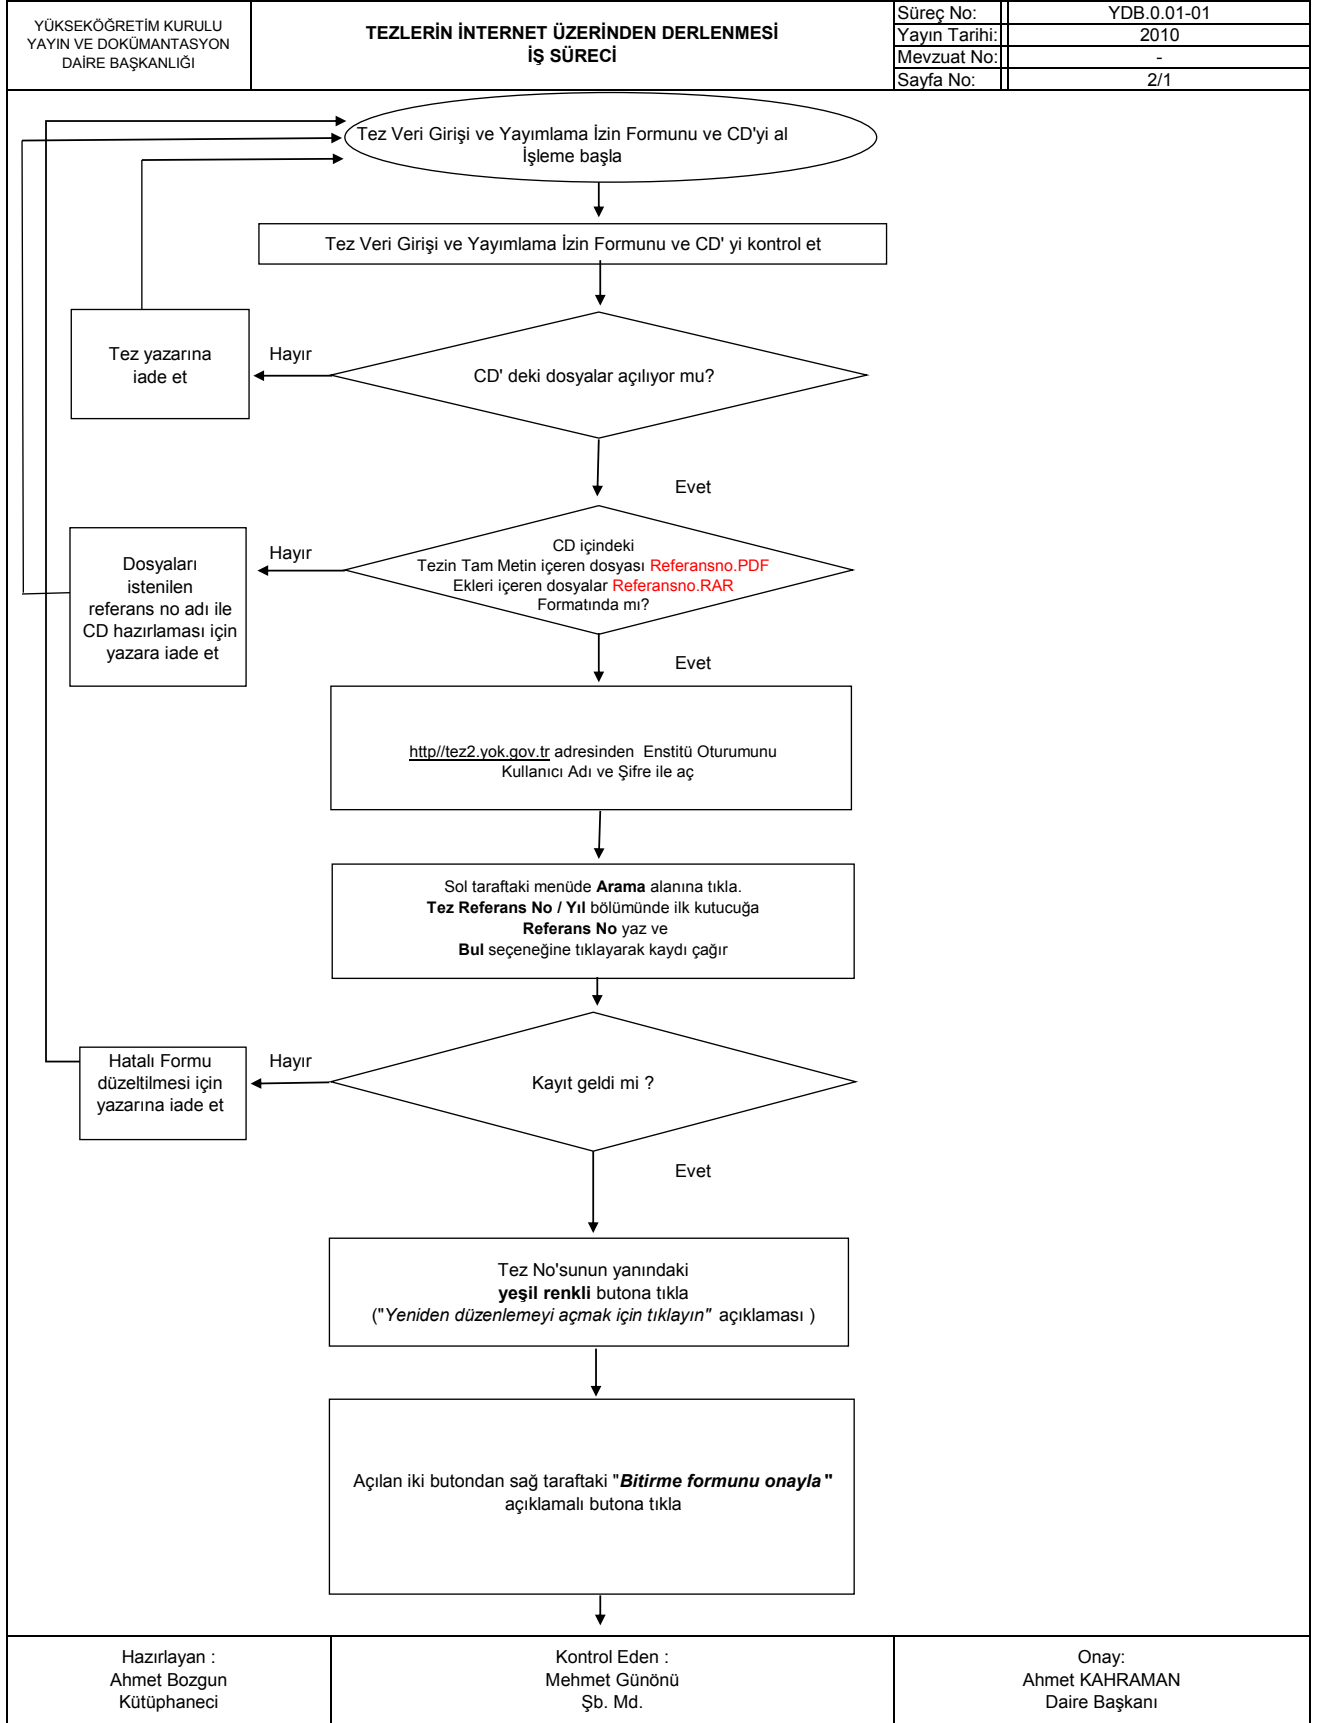 YÜKSEKÖĞRETİM KURULU
YAYIN VE DOKÜMANTASYON
DAİRE BAŞKANLIĞI
TEZLERİN İNTERNET ÜZERİNDEN DERLENMESİ
İŞ SÜRECİ
Süreç No: YDB.0.01-01
Yayın Tarihi: 2010
Mevzuat No: -
Sayfa No: 2/1
Tez Veri Girişi ve Yayımlama İzin Formunu ve CD'yi al
İşleme başla
Tez Veri Girişi ve Yayımlama İzin Formunu ve CD' yi kontrol et
Tez yazarına
iade et
Hayır
CD' deki dosyalar açılıyor mu?
Evet
Dosyaları
istenilen
referans no adı ile
CD hazırlaması için
yazara iade et
Hayır
CD içindeki
Tezin Tam Metin içeren dosyası Referansno.PDF
Ekleri içeren dosyalar Referansno.RAR
Formatında mı?
Evet
http//tez2.yok.gov.tr adresinden Enstitü Oturumunu
Kullanıcı Adı ve Şifre ile aç
Sol taraftaki menüde Arama alanına tıkla.
Tez Referans No / Yıl bölümünde ilk kutucuğa
Referans No yaz ve
Bul seçeneğine tıklayarak kaydı çağır
Hatalı Formu
düzeltilmesi için
yazarına iade et
Hayır
Kayıt geldi mi ?
Evet
Tez No'sunun yanındaki
yeşil renkli butona tıkla
("Yeniden düzenlemeyi açmak için tıklayın" açıklaması )
Açılan iki butondan sağ taraftaki "Bitirme formunu onayla "
açıklamalı butona tıkla
Hazırlayan :
Ahmet Bozgun
Kütüphaneci
Kontrol Eden :
Mehmet Günönü
Şb. Md.
Onay:
Ahmet KAHRAMAN
Daire Başkanı